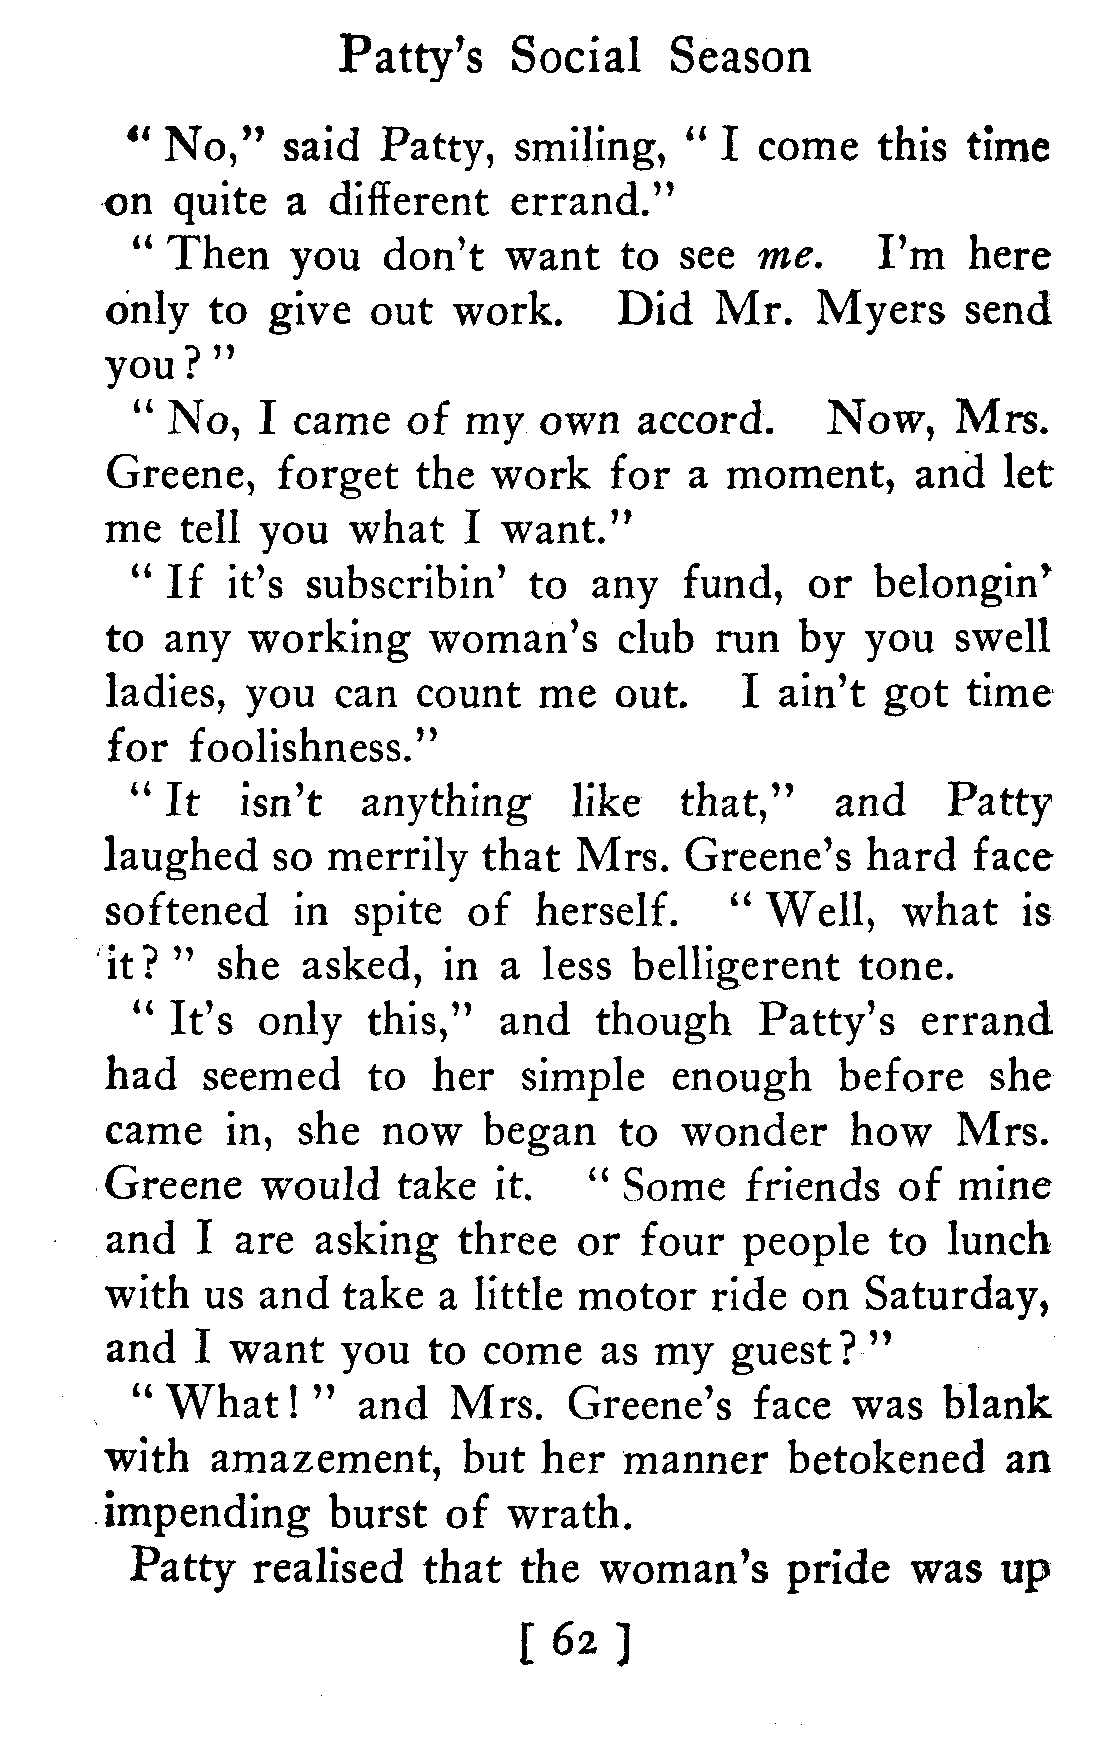 Patty's Social Season
" No," said Patty, smiling, " I come this time
on quite a different errand."
" Then you don't want to see me. I'm here
only to give out work. Did Mr. Myers send
you ? "
" No, I came of my own accord. Now, Mrs.
Greene, forget the work for a moment, and let
me tell you what I want."
" If it's subscribin' to any fund, or belongin'
to any working woman's club run by you swell
ladies, you can count me out. I ain't got time
for foolishness."
" It isn't anything like that," and Patty
laughed so merrily that Mrs. Greene's hard face
softened in spite of herself. " Well, what is
it ? " she asked, in a less belligerent tone.
" It's only this," and though Patty's errand
had seemed to her simple enough before she
came in, she now began to wonder how Mrs.
Greene would take it. " Some friends of mine
and I are asking three or four people to lunch
with us and take a little motor ride on Saturday,
and I want you to come as my guest ? "
" What ! " and Mrs. Greene's face was blank
with amazement, but her manner betokened an
impending burst of wrath.
Patty realised that the woman's pride was up
[ 62 ]